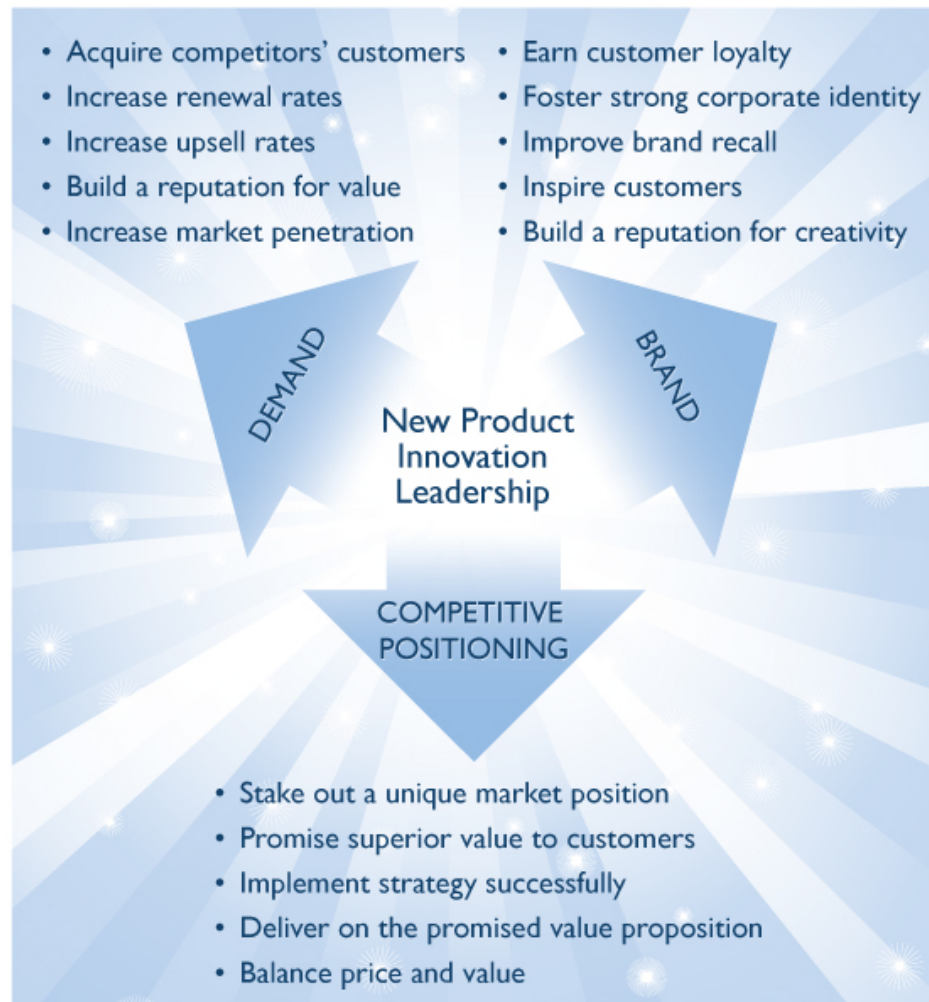 • Acquire competitors’ customers
• Increase renewal rates
• Increase upsell rates
• Build a reputation for value
• Increase market penetration
• Earn customer loyalty
• Foster strong corporate identity
• Improve brand recall
• Inspire customers
• Build a reputation for creativity
DEMAND
BRAND
New Product
Innovation
Leadership
COMPETITIVE
POSITIONING
• Stake out a unique market position
• Promise superior value to customers
• Implement strategy successfully
• Deliver on the promised value proposition
• Balance price and value